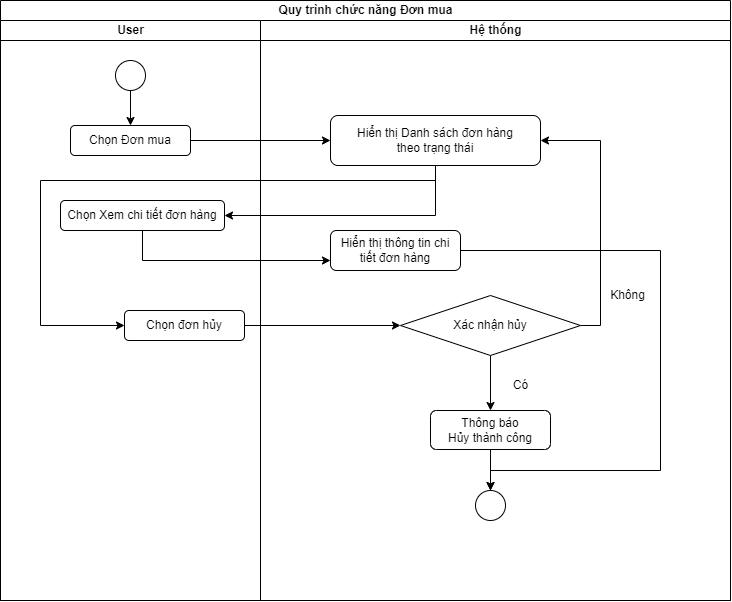 Quy trình chức năng Đơn mua
User
Hệ thống
Chọn Đơn mua
Hiển thị Danh sách đơn hàng
theo trạng thái
Chọn Xem chi tiết đơn hàng
Hiển thị thông tin chi
tiết đơn hàng
Không
Chọn đơn hủy
Xác nhận hủy
Có
Thông báo
Hủy thành công